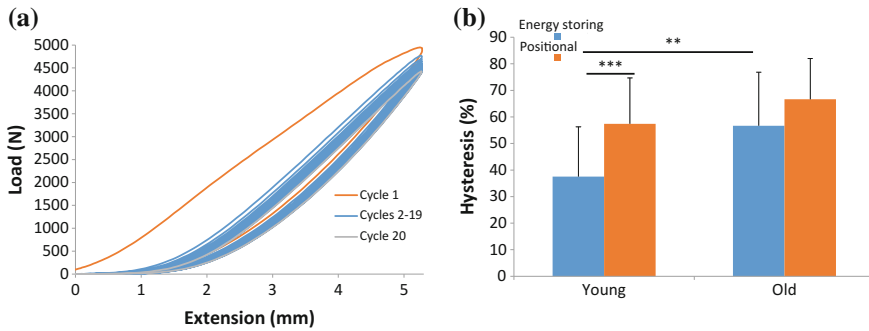 (a)
5000
4500
4000
3500
3000
2500
2000
1500
1000
500
0
Load (N)
0 1 2 3 4 5
Extension (mm)
Cycle 1
Cycles 2-19
Cycle 20
(b)
Energy storing
Positional
90
80
70
60
50
40
30
20
10
0
Hysteresis (%)
**
***
Young Old